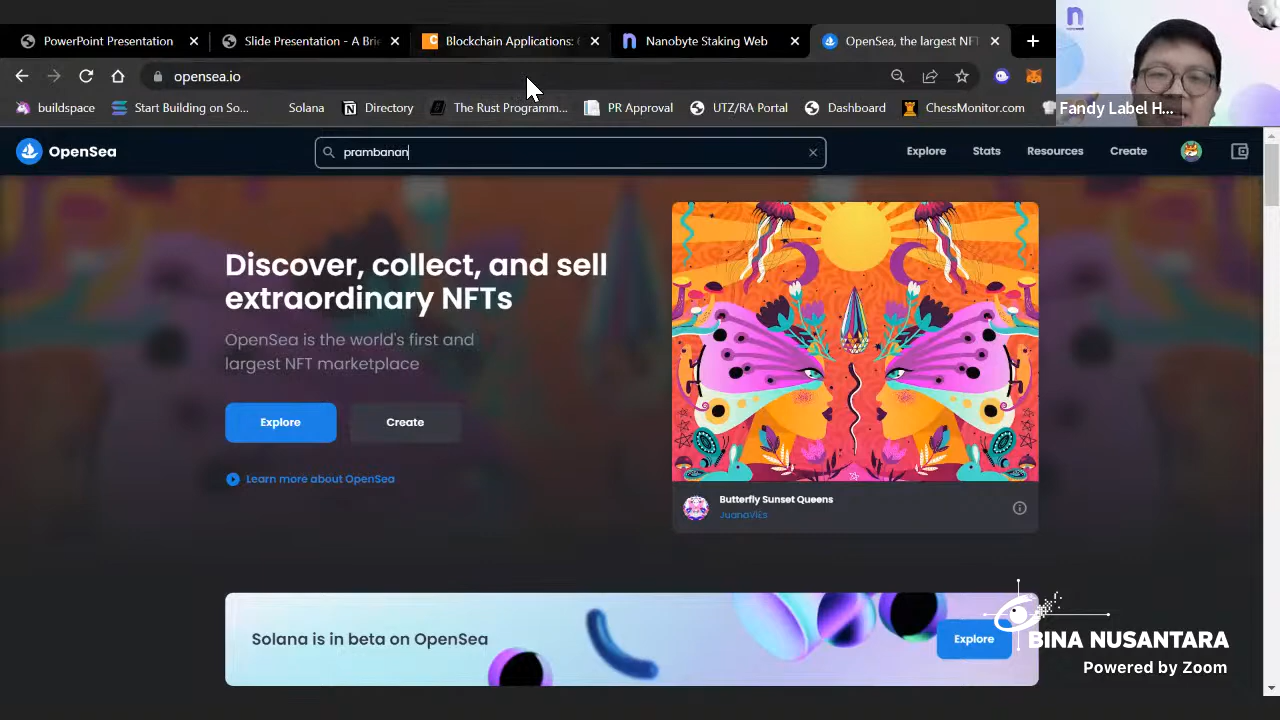 PowerPoint Presentation
Slide Presentation - A Brie
Blockchain Applications: 6
Nanobyte Staking Web
OpenSea, the largest NFT
opensea.io
buildspace
Start Building on So...
Solana
Directory
The Rust Programm...
PR Approval
UTZ/RA Portal
Dashboard
ChessMonitor.com
Fandy Label H...
OpenSea
prambanan
Explore
Stats
Resources
Create
Discover, collect, and sell
extraordinary NFTs
OpenSea is the world's first and
largest NFT marketplace
Explore
Create
Learn more about OpenSea
Butterfly Sunset Queens
Solana is in beta on OpenSea
Explore
BINA NUSANTARA
Powered by Zoom